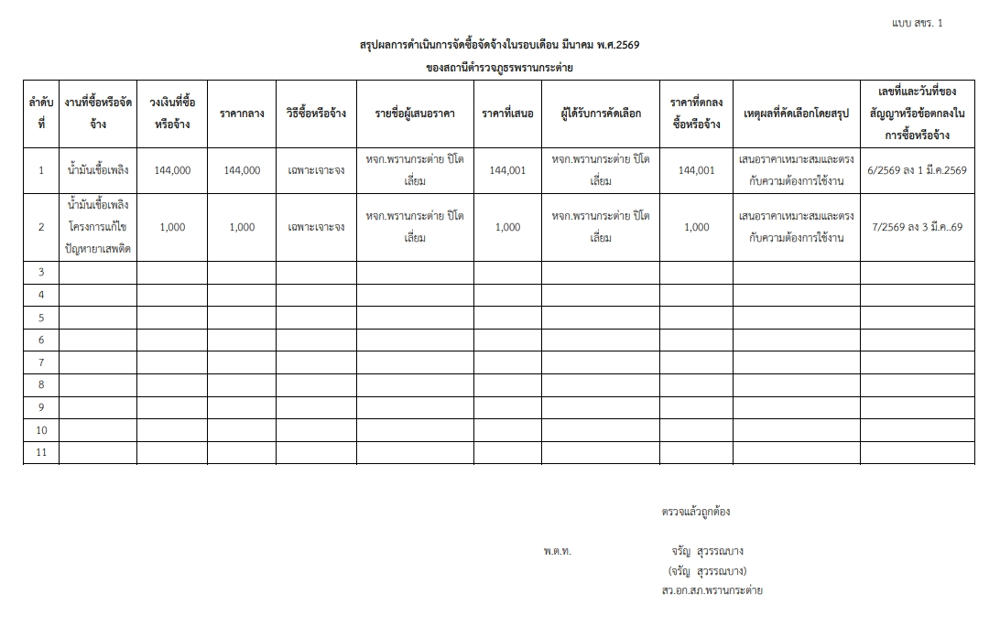 แบบ สขร. 1
สรุปผลการดำเนินการจัดซื้อจัดจ้างในรอบเดือน มีนาคม พ.ศ.2569
ของสถานีตำรวจภูธรพรานกระต่าย
ลำดับที่ งานที่ซื้อหรือจัดจ้าง วงเงินที่ซื้อหรือจ้าง ราคากลาง วิธีซื้อหรือจ้าง รายชื่อผู้เสนอราคา ราคาที่เสนอ ผู้ได้รับการคัดเลือก ราคาที่ตกลงซื้อหรือจ้าง เหตุผลที่คัดเลือกโดยสรุป เลขที่และวันที่ของสัญญาหรือข้อตกลงในการซื้อหรือจ้าง
1 น้ำมันเชื้อเพลิง 144,000 144,000 เฉพาะเจาะจง หจก.พรานกระต่าย ปิโตเลี่ยม 144,001 หจก.พรานกระต่าย ปิโตเลี่ยม 144,001 เสนอราคาเหมาะสมและตรงกับความต้องการใช้งาน 6/2569 ลง 1 มี.ค.2569
2 น้ำมันเชื้อเพลิงโครงการแก้ไขปัญหายาเสพติด 1,000 1,000 เฉพาะเจาะจง หจก.พรานกระต่าย ปิโตเลี่ยม 1,000 หจก.พรานกระต่าย ปิโตเลี่ยม 1,000 เสนอราคาเหมาะสมและตรงกับความต้องการใช้งาน 7/2569 ลง 3 มี.ค..69
3
4
5
6
7
8
9
10
11
ตรวจแล้วถูกต้อง
พ.ต.ท. จรัญ สุวรรณบาง
(จรัญ สุวรรณบาง)
สว.อก.สภ.พรานกระต่าย